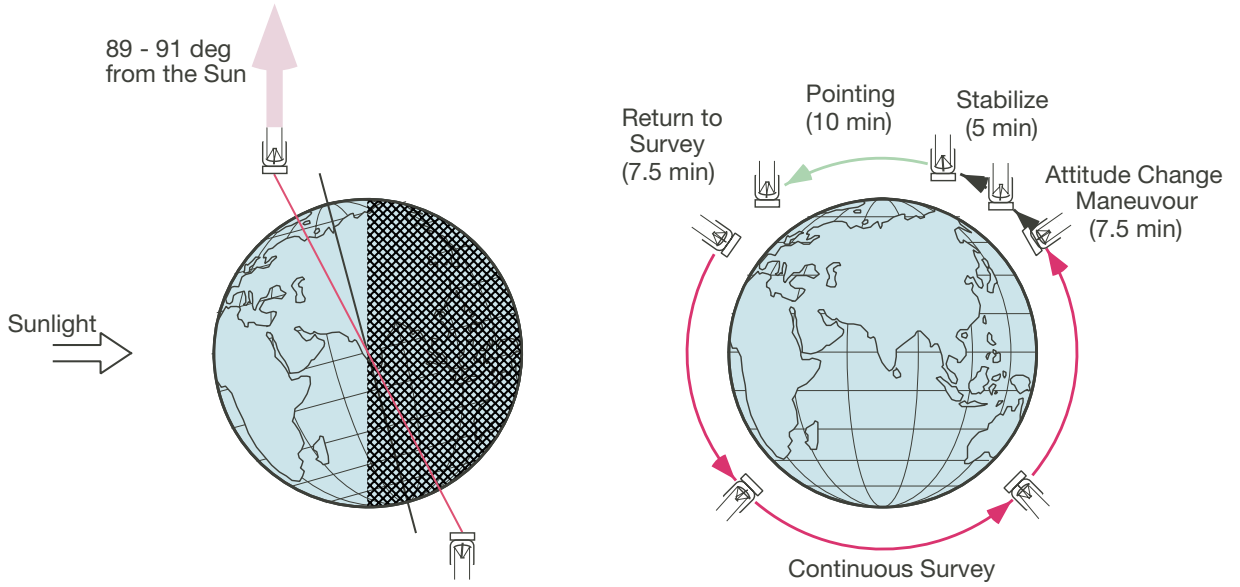 89 - 91 deg
from the Sun
Sunlight
Return to
Survey
(7.5 min)
Pointing
(10 min)
Stabilize
(5 min)
Attitude Change
Maneuvour
(7.5 min)
Continuous Survey